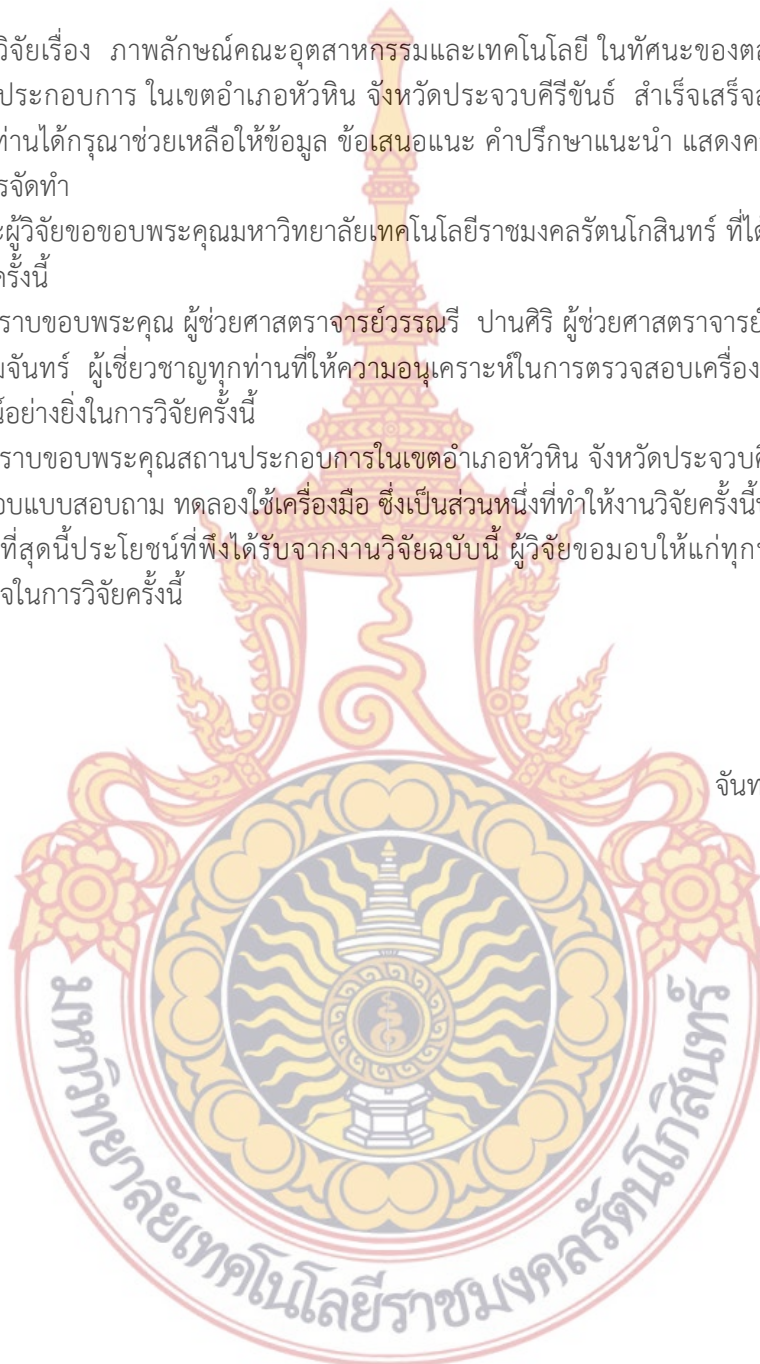 วิจัยเรื่อง ภาพลักษณ์คณะอุตสาหกรรมและเทคโนโลยี ในทัศนะของตล
ประกอบการ ในเขตอำเภอหัวหิน จังหวัดประจวบคีรีขันธ์ สำเร็จเสร็จส
ท่านได้กรุณาช่วยเหลือให้ข้อมูล ข้อเสนอแนะ คำปรึกษาแนะนำ แสดงค
ารจัดทำ
ะผู้วิจัยขอขอบพระคุณมหาวิทยาลัยเทคโนโลยีราชมงคลรัตนโกสินทร์ ที่ได้
ครั้งนี้
ราบขอบพระคุณ ผู้ช่วยศาสตราจารย์วรรณรี ปานศิริ ผู้ช่วยศาสตราจารย์
มจันทร์ ผู้เชี่ยวชาญทุกท่านที่ให้ความอนุเคราะห์ในการตรวจสอบเครื่อง
น์อย่างยิ่งในการวิจัยครั้งนี้
ราบขอบพระคุณสถานประกอบการในเขตอำเภอหัวหิน จังหวัดประจวบคี
อบแบบสอบถาม ทดลองใช้เครื่องมือ ซึ่งเป็นส่วนหนึ่งที่ทำให้งานวิจัยครั้งนี้
ที่สุดนี้ประโยชน์ที่พึงได้รับจากงานวิจัยฉบับนี้ ผู้วิจัยขอมอบให้แก่ทุก
จในการวิจัยครั้งนี้
จันท
มหาวิทยาลัยเทคโนโลยีราชมงคลรัตนโกสินทร์